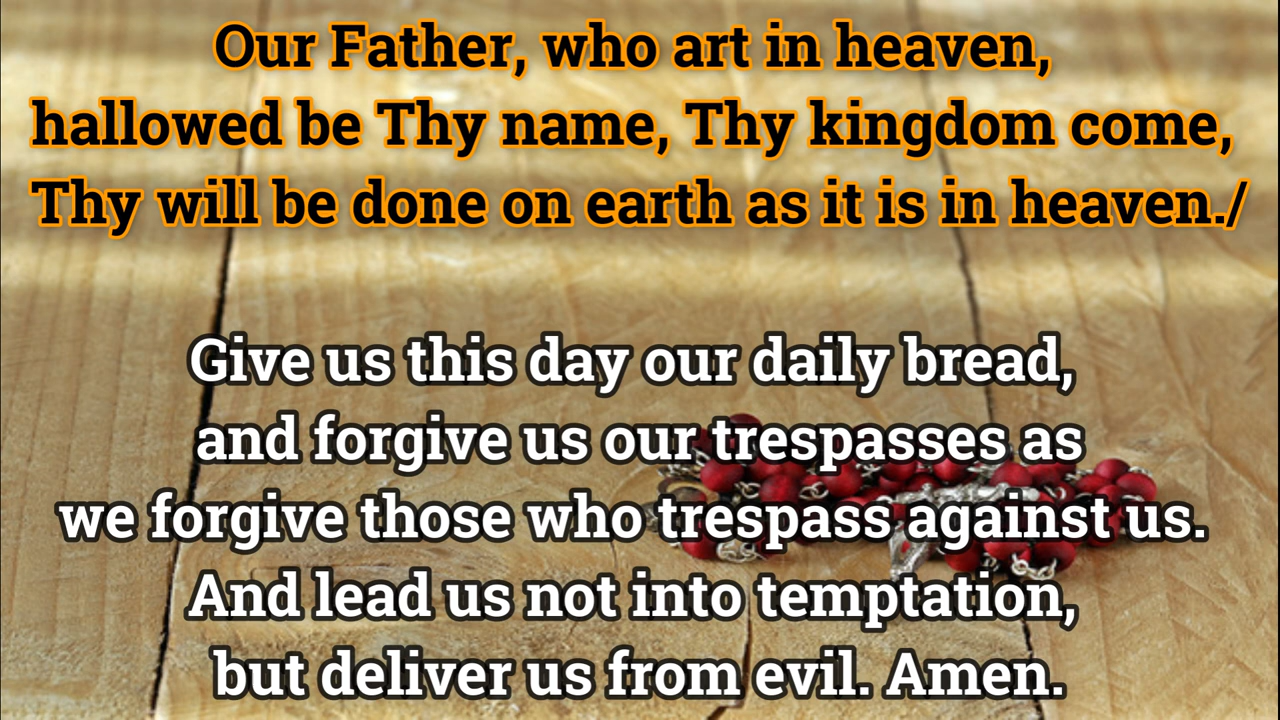 Our Father, who art in heaven,
hallowed be Thy name, Thy kingdom come,
Thy will be done on earth as it is in heaven./
Give us this day our daily bread,
and forgive us our trespasses as
we forgive those who trespass against us.
And lead us not into temptation,
but deliver us from evil. Amen.